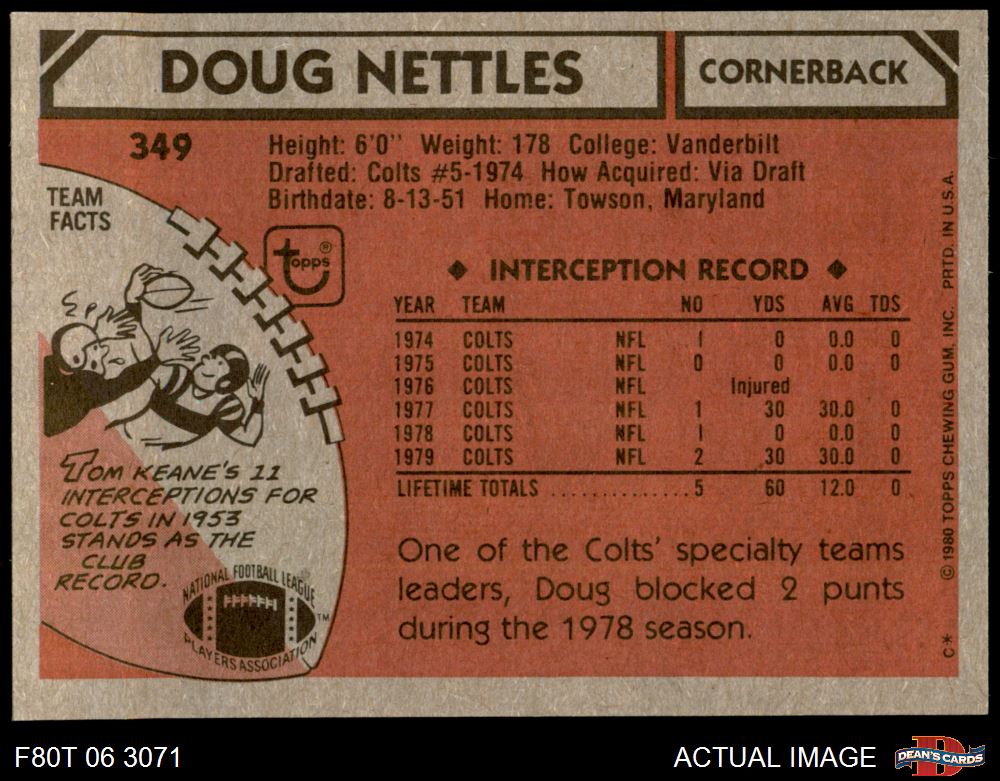 DOUG NETTLES
CORNERBACK
349
Height: 6'0" Weight: 178 College: Vanderbilt
Drafted: Colts #5-1974 How Acquired: Via Draft
Birthdate: 8-13-51 Home: Towson, Maryland
TEAM
FACTS
topps®
◆ INTERCEPTION RECORD ◆
YEAR TEAM NO YDS AVG TDS
1974 COLTS NFL 1 0 0.0 0
1975 COLTS NFL 0 0 0.0 0
1976 COLTS NFL Injured
1977 COLTS NFL 1 30 30.0 0
1978 COLTS NFL 1 0 0.0 0
1979 COLTS NFL 2 30 30.0 0
LIFETIME TOTALS ............. 5 60 12.0 0
TOM KEANE'S 11
INTERCEPTIONS FOR
COLTS IN 1953
STANDS AS THE
CLUB
RECORD.
NATIONAL FOOTBALL LEAGUE
PLAYERS ASSOCIATION
™
One of the Colts' specialty teams
leaders, Doug blocked 2 punts
during the 1978 season.
C* © 1980 TOPPS CHEWING GUM, INC. PRTD. IN U.S.A.
F80T 06 3071
ACTUAL IMAGE
D
DEAN'S CARDS